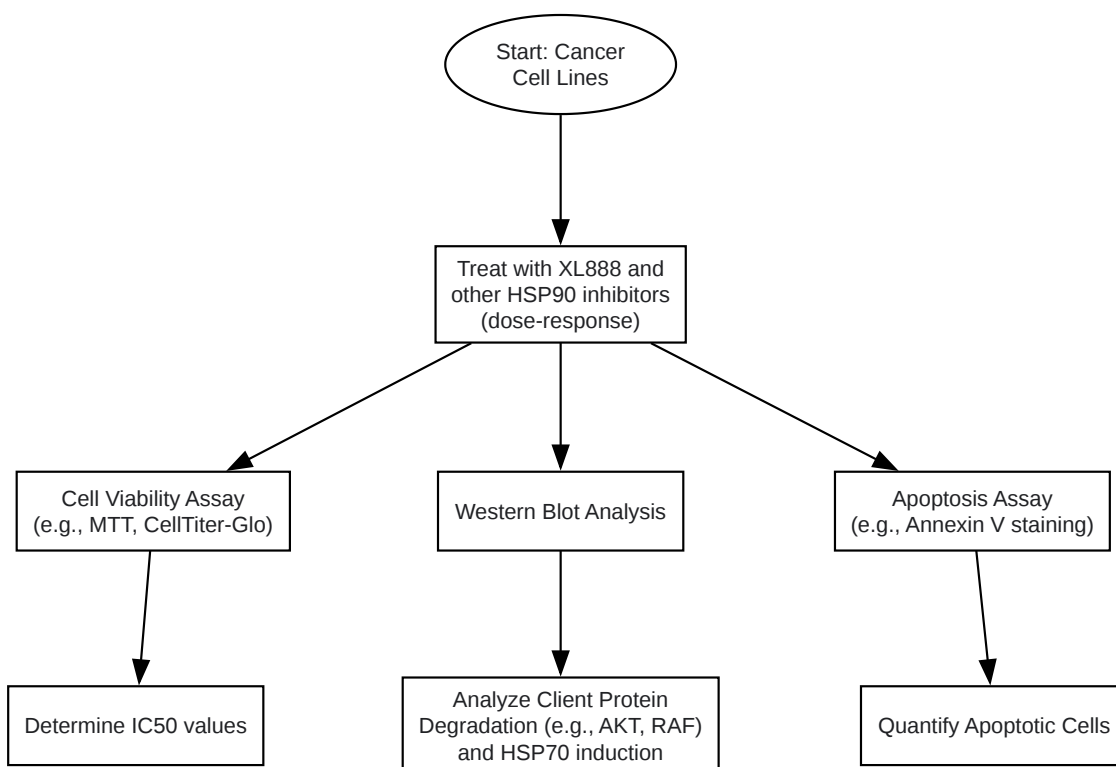 Start: Cancer
Cell Lines
Treat with XL888 and
other HSP90 inhibitors
(dose-response)
Cell Viability Assay
(e.g., MTT, CellTiter-Glo)
Western Blot Analysis
Apoptosis Assay
(e.g., Annexin V staining)
Determine IC50 values
Analyze Client Protein
Degradation (e.g., AKT, RAF)
and HSP70 induction
Quantify Apoptotic Cells